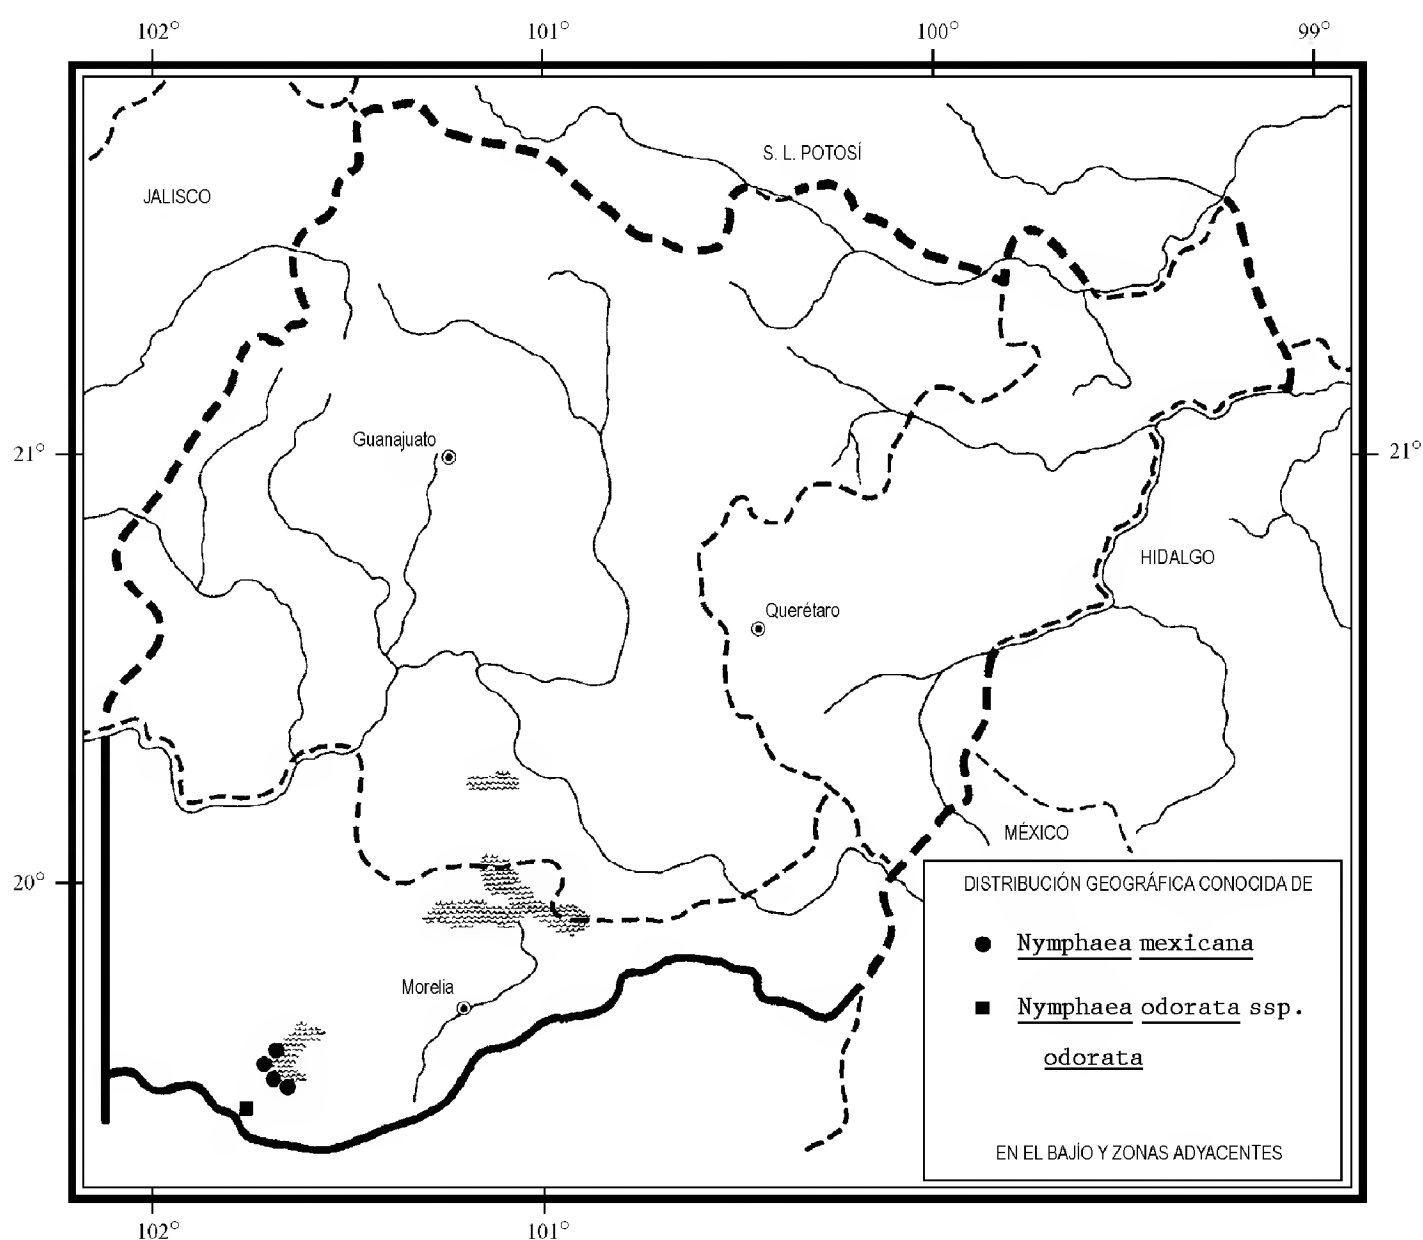 102° 101° 100° 99°
S. L. POTOSÍ
JALISCO
Guanajuato
21° 21°
HIDALGO
Querétaro
MÉXICO
20°
DISTRIBUCIÓN GEOGRÁFICA CONOCIDA DE
Nymphaea mexicana
Morelia
Nymphaea odorata ssp.
odorata
EN EL BAJÍO Y ZONAS ADYACENTES
102° 101°